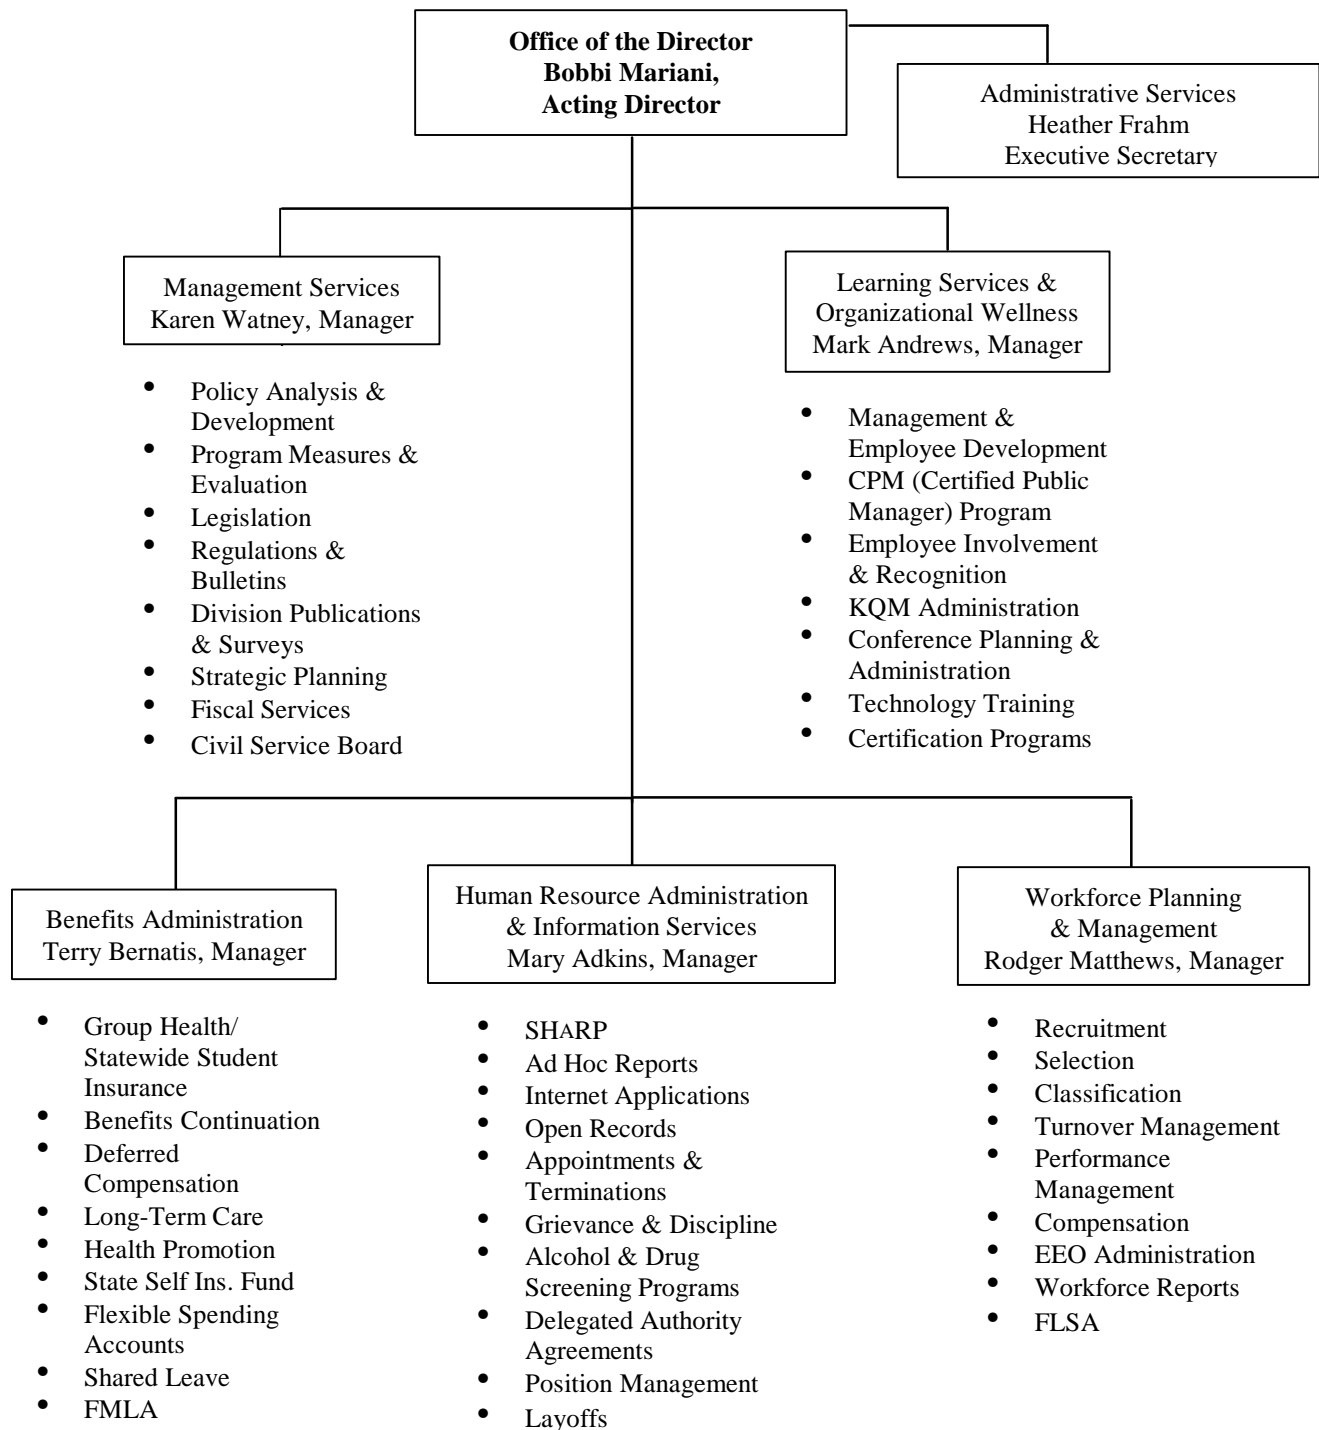 Office of the Director
Bobbi Mariani,
Acting Director
Administrative Services
Heather Frahm
Executive Secretary
Management Services
Karen Watney, Manager
• Policy Analysis &
Development
• Program Measures &
Evaluation
• Legislation
• Regulations &
Bulletins
• Division Publications
& Surveys
• Strategic Planning
• Fiscal Services
• Civil Service Board
Learning Services &
Organizational Wellness
Mark Andrews, Manager
• Management &
Employee Development
• CPM (Certified Public
Manager) Program
• Employee Involvement
& Recognition
• KQM Administration
• Conference Planning &
Administration
• Technology Training
• Certification Programs
Benefits Administration
Terry Bernatis, Manager
• Group Health/
Statewide Student
Insurance
• Benefits Continuation
• Deferred
Compensation
• Long-Term Care
• Health Promotion
• State Self Ins. Fund
• Flexible Spending
Accounts
• Shared Leave
• FMLA
Human Resource Administration
& Information Services
Mary Adkins, Manager
• SHARP
• Ad Hoc Reports
• Internet Applications
• Open Records
• Appointments &
Terminations
• Grievance & Discipline
• Alcohol & Drug
Screening Programs
• Delegated Authority
Agreements
• Position Management
• Layoffs
Workforce Planning
& Management
Rodger Matthews, Manager
• Recruitment
• Selection
• Classification
• Turnover Management
• Performance
Management
• Compensation
• EEO Administration
• Workforce Reports
• FLSA